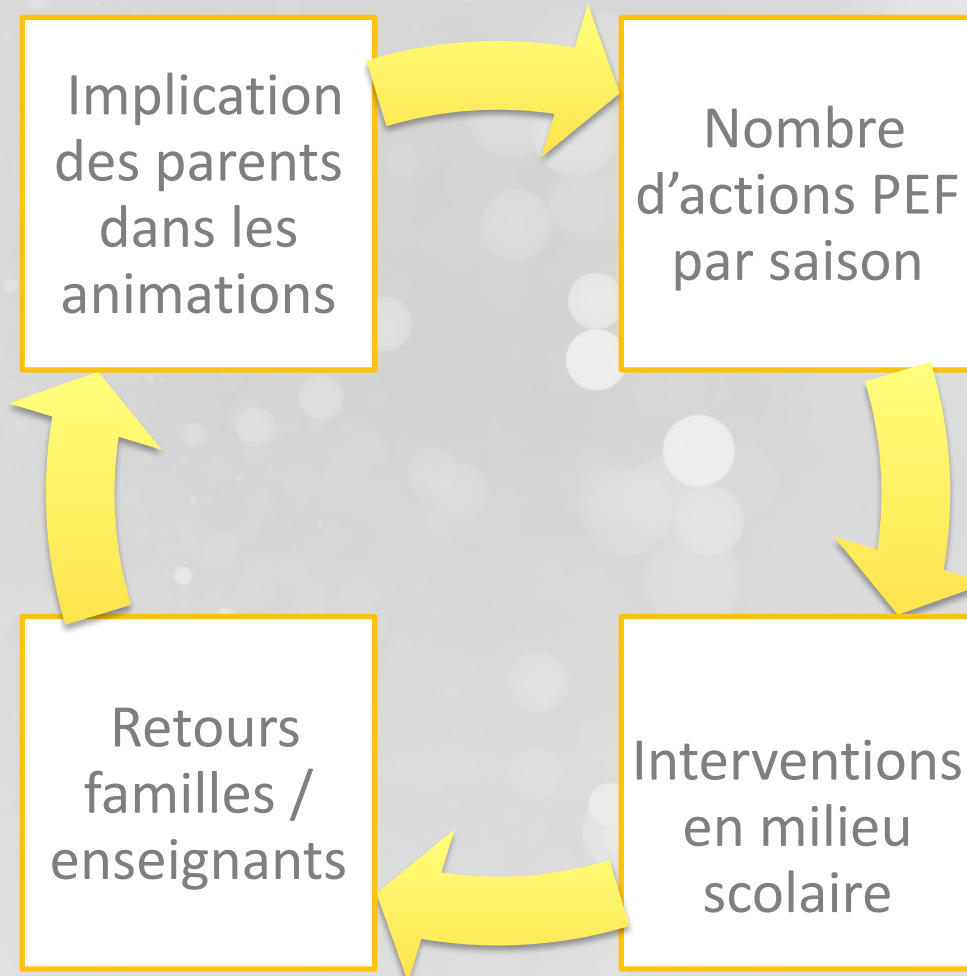 Implication
des parents
dans les
animations
Nombre
d’actions PEF
par saison
Retours
familles /
enseignants
Interventions
en milieu
scolaire